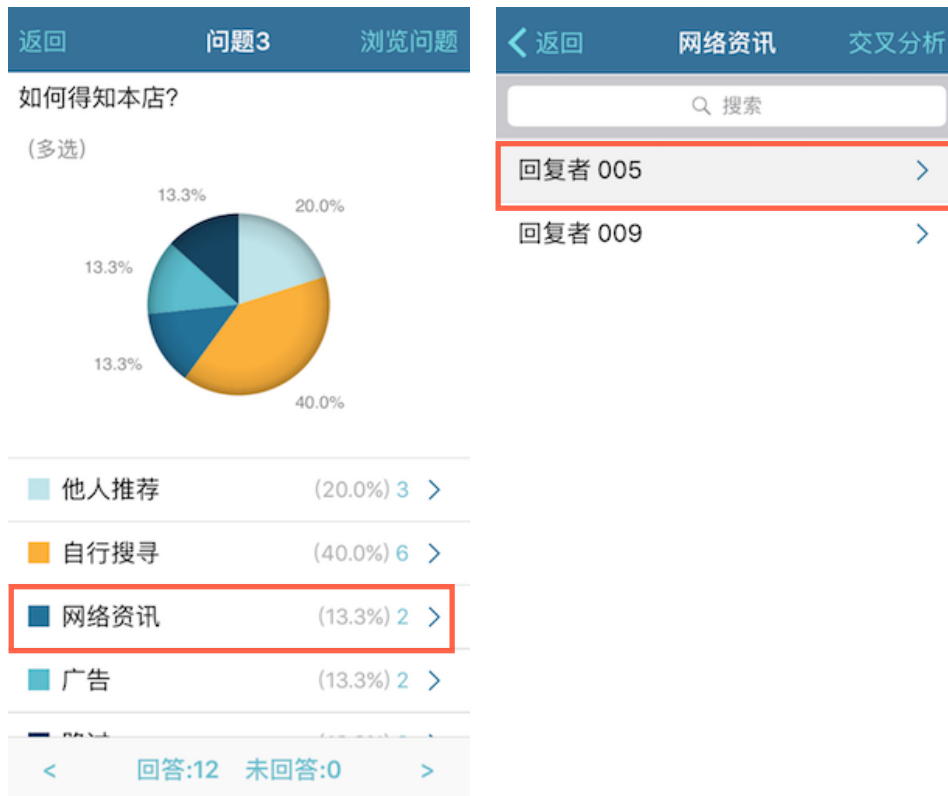 返回 问题3 浏览问题
如何得知本店?
(多选)
13.3%
20.0%
13.3%
13.3%
40.0%
他人推荐 (20.0%) 3
自行搜寻 (40.0%) 6
网络资讯 (13.3%) 2
广告 (13.3%) 2
< 回答:12 未回答:0 >
返回 网络资讯 交叉分析
搜索
回复者 005
回复者 009